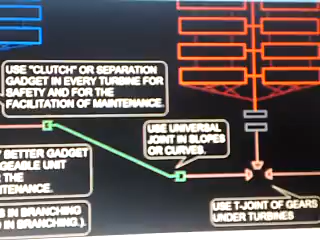 USE "CLUTCH" OR SEPARATION
GADGET IN EVERY TURBINE FOR
SAFETY AND FOR THE
FACILITATION OF MAINTENANCE.
USE UNIVERSAL
JOINT IN SLOPES
OR CURVES.
BETTER GADGET
GEABLE UNIT
R THE
NTENANCE.
S IN BRANCHING
IN BRANCHING.).
USE T-JOINT OF GEARS
UNDER TURBINES